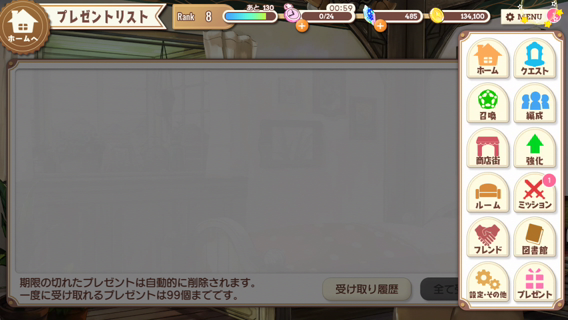 プレゼントリスト
ホームへ
Rank 8
あと 130
00:59
0/24
485
134,100
MENU
ホーム
クエスト
召喚
編成
商店街
強化
ルーム
ミッション
1
フレンド
図書館
設定・その他
プレゼント
期限の切れたプレゼントは自動的に削除されます。
一度に受け取れるプレゼントは99個までです。
受け取り履歴
全て